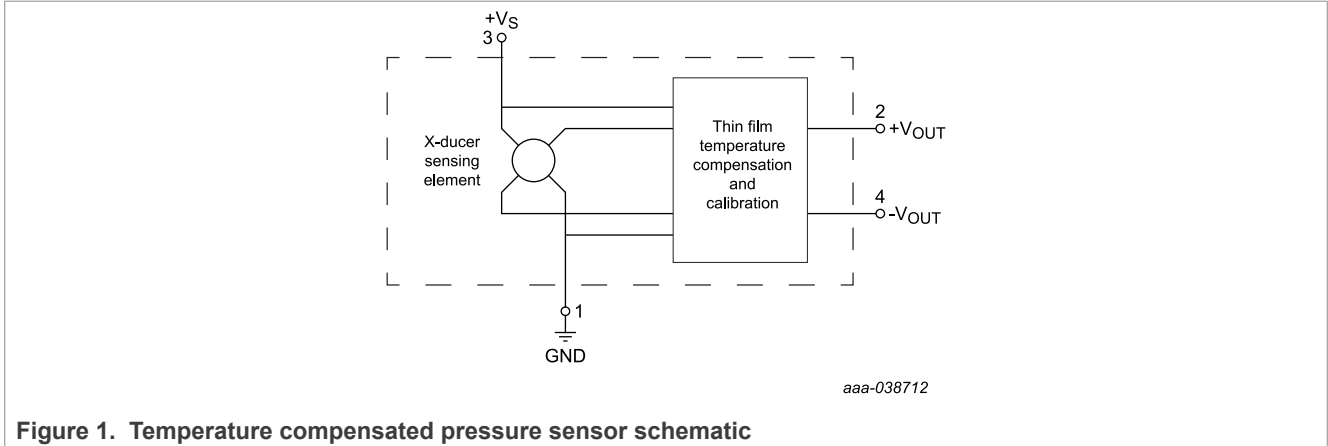 +VS
3
X-ducer
sensing
element
Thin film
temperature
compensation
and
calibration
2
+VOUT
4
-VOUT
1
GND
aaa-038712
Figure 1. Temperature compensated pressure sensor schematic